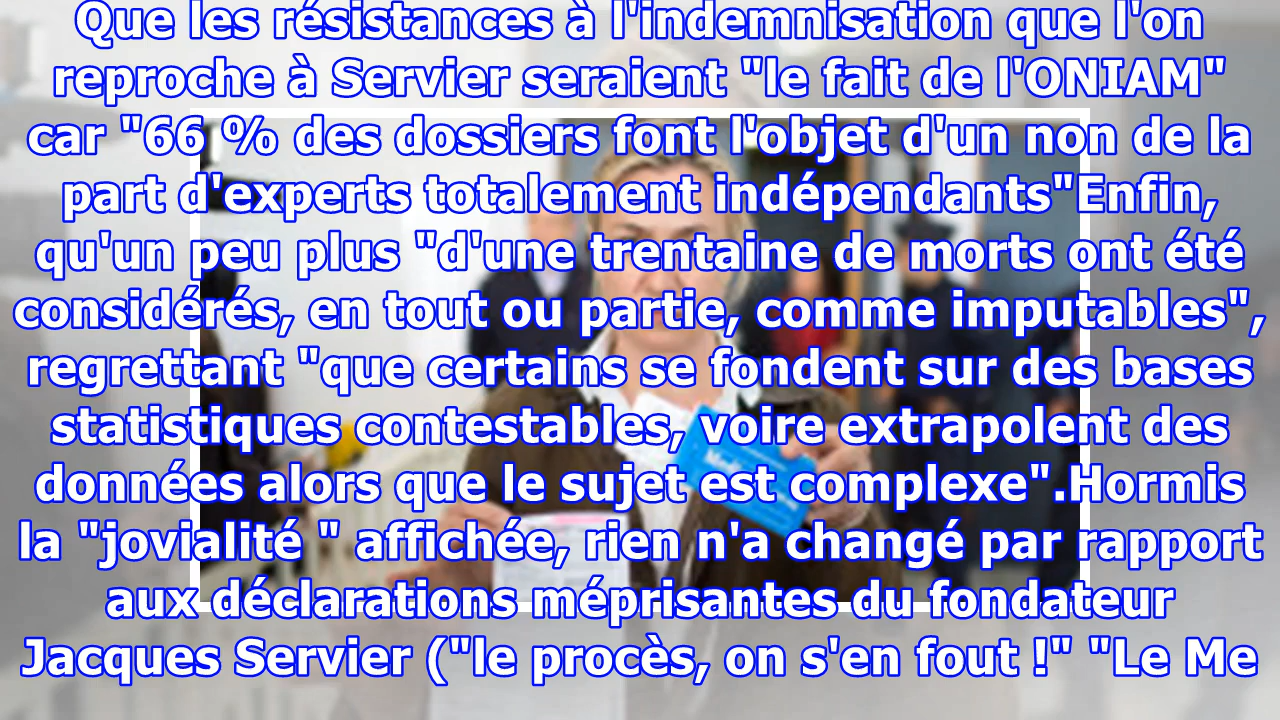 Que les résistances à l'indemnisation que l'on
reproche à Servier seraient "le fait de l'ONIAM"
car "66 % des dossiers font l'objet d'un non de la
part d'experts totalement indépendants"Enfin,
qu'un peu plus "d'une trentaine de morts ont été
considérés, en tout ou partie, comme imputables",
regrettant "que certains se fondent sur des bases
statistiques contestables, voire extrapolent des
données alors que le sujet est complexe".Hormis
la "jovialité " affichée, rien n'a changé par rapport
aux déclarations méprisantes du fondateur
Jacques Servier ("le procès, on s'en fout !" "Le Me